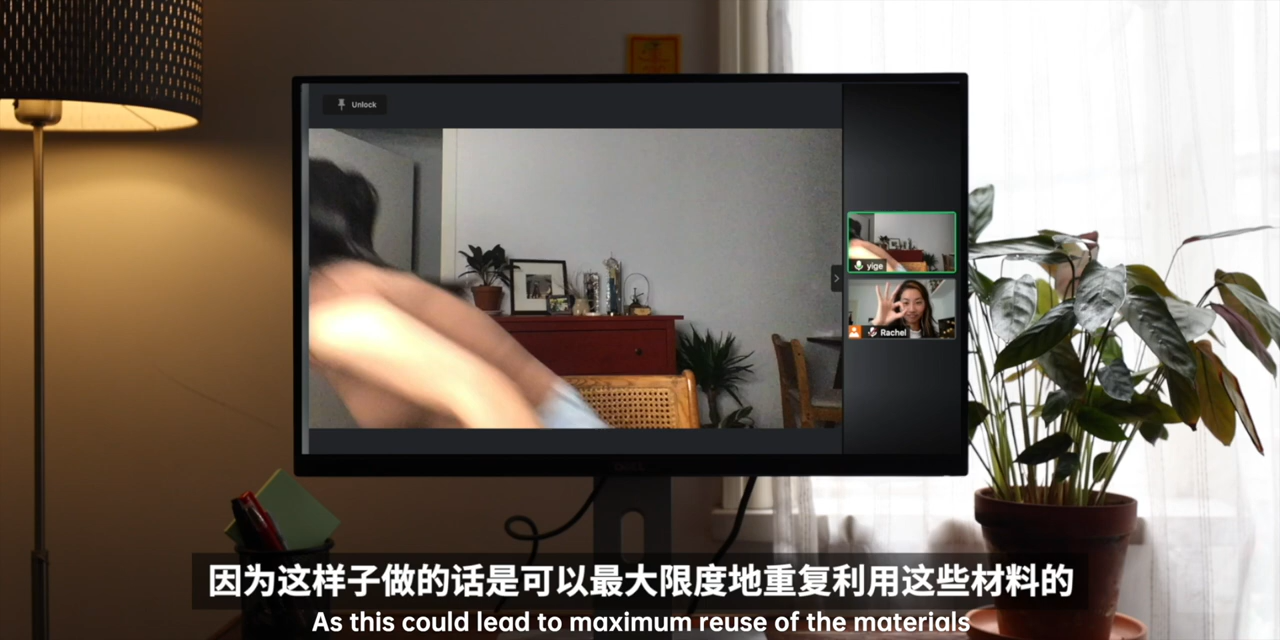 Unlock
yige
Rachel
DELL
因为这样子做的话是可以最大限度地重复利用这些材料的
As this could lead to maximum reuse of the materials